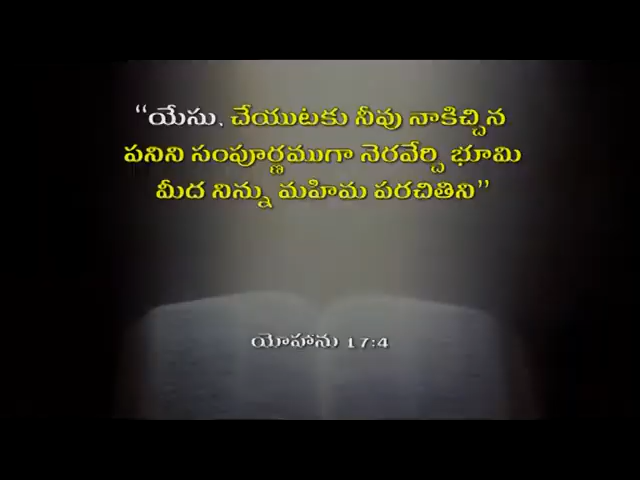 “యేసు, చేయుటకు నీవు నాకిచ్చిన
పనిని సంపూర్ణముగా నెరవేర్చి భూమి
మీద నిన్ను మహిమ పరచితిని”
యోహాను 17:4